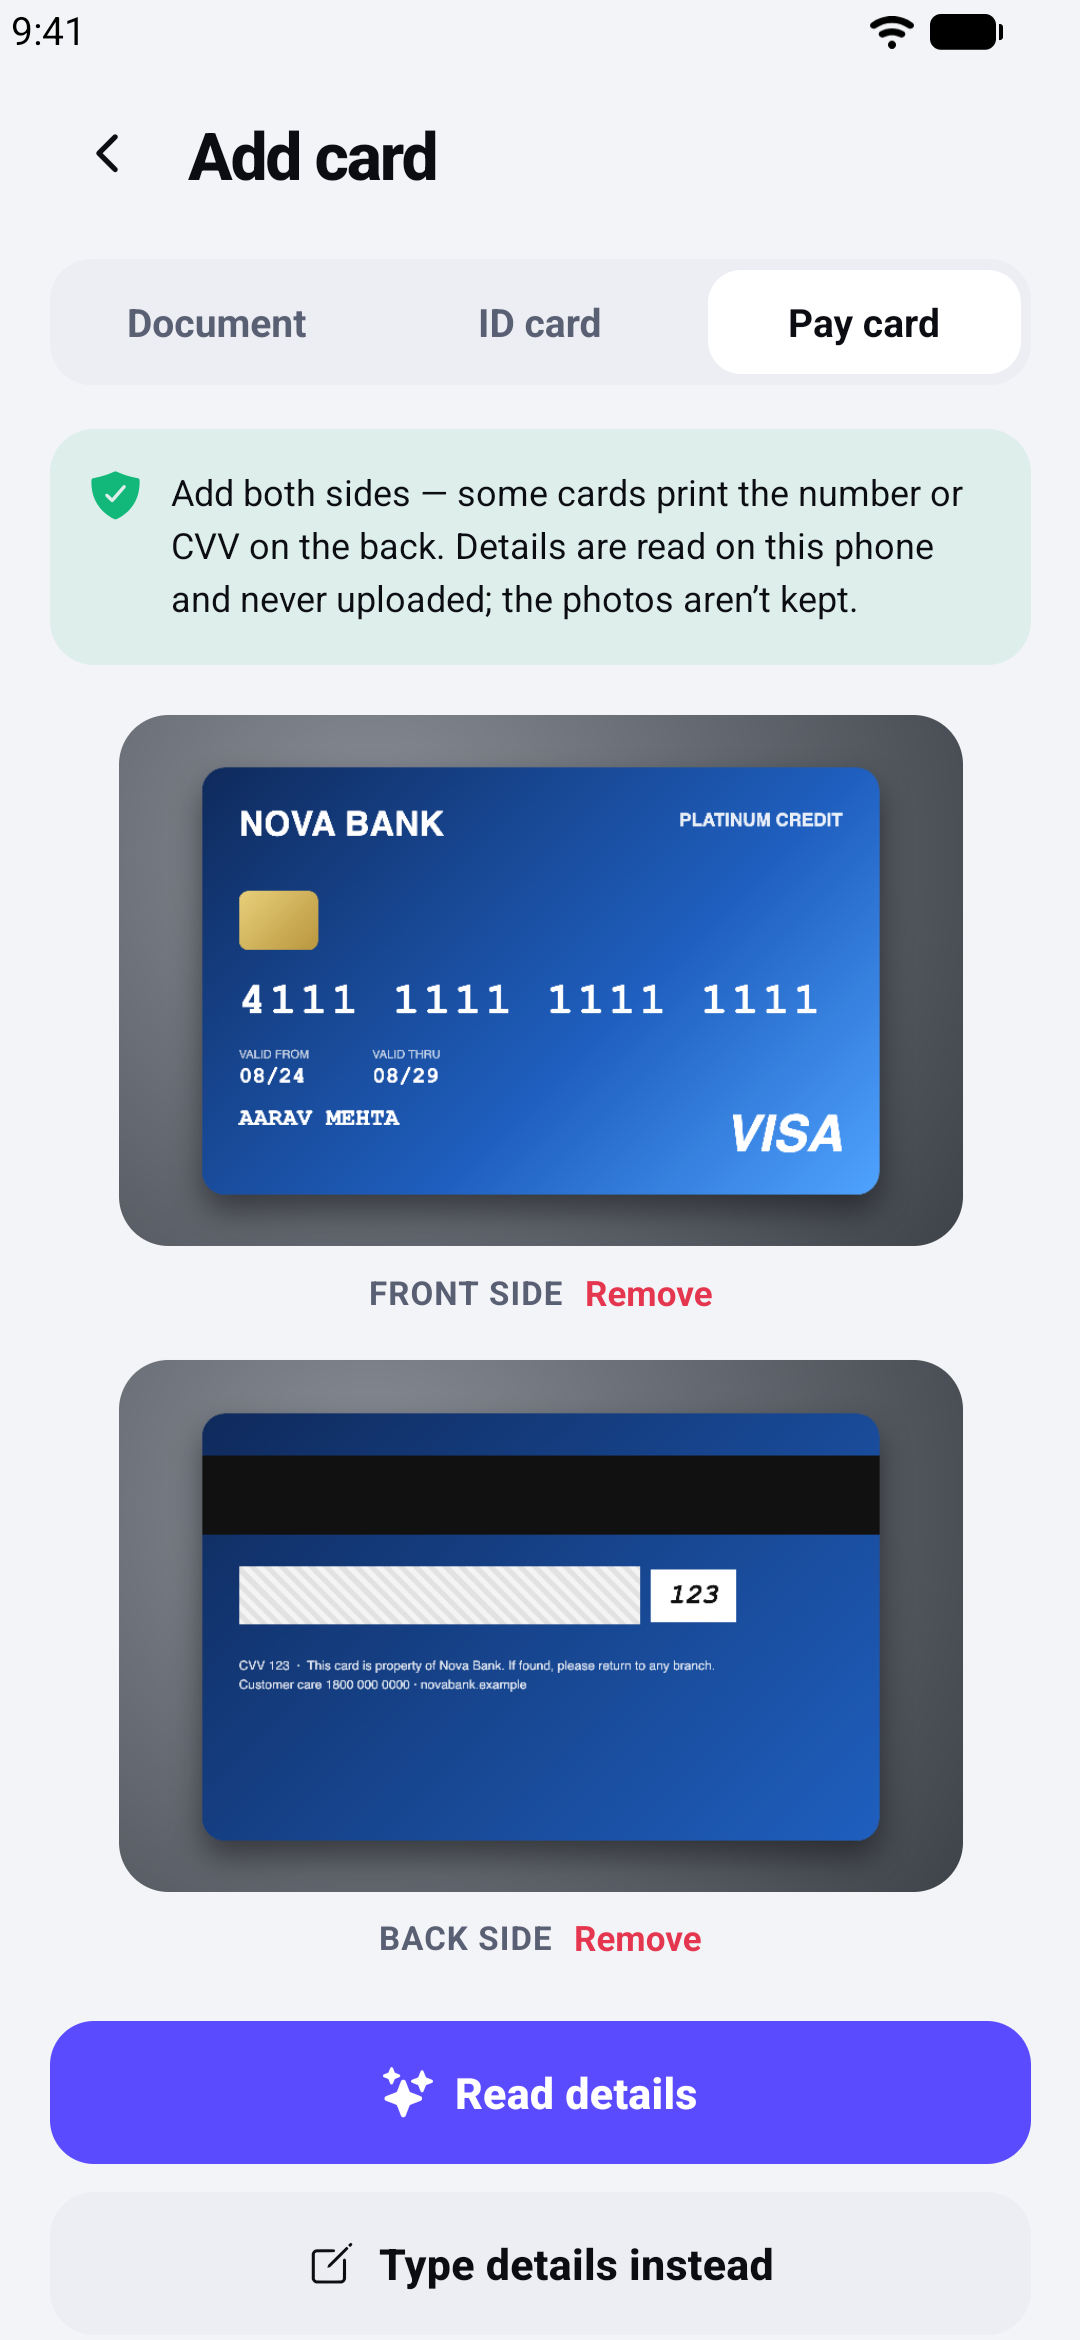 9:41
Add card
Document
ID card
Pay card
Add both sides — some cards print the number or
CVV on the back. Details are read on this phone
and never uploaded; the photos aren’t kept.
NOVA BANK
PLATINUM CREDIT
4111 1111 1111 1111
VALID FROM
VALID THRU
08/24
08/29
AARAV MEHTA
VISA
FRONT SIDE Remove
123
CVV 123 · This card is property of Nova Bank. If found, please return to any branch.
Customer care 1800 000 0000 · novabank.example
BACK SIDE Remove
Read details
Type details instead